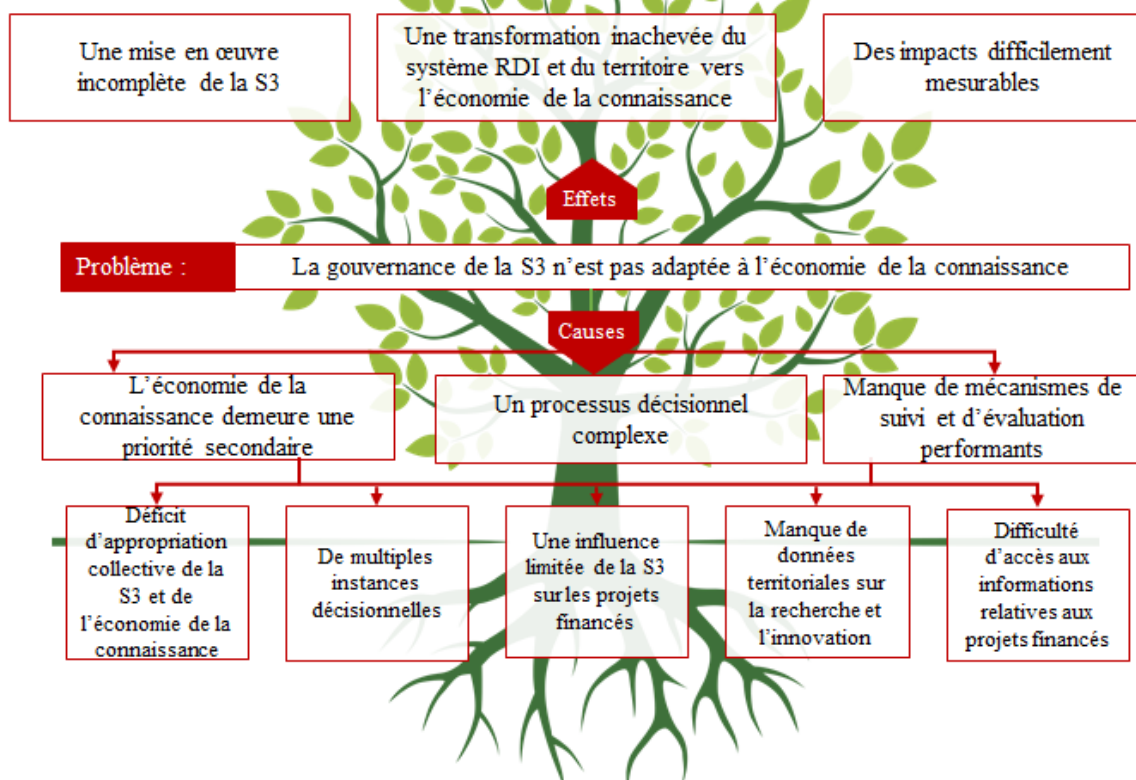 Une mise en œuvre
incomplète de la S3
Une transformation inachevée du
système RDI et du territoire vers
l’économie de la connaissance
Des impacts difficilement
mesurables
Effets
Problème :
La gouvernance de la S3 n’est pas adaptée à l’économie de la connaissance
Causes
L’économie de la
connaissance demeure une
priorité secondaire
Un processus décisionnel
complexe
Manque de mécanismes de
suivi et d’évaluation
performants
Déficit
d’appropriation
collective de la
S3 et de
l’économie de la
connaissance
De multiples
instances
décisionnelles
Une influence
limitée de la S3
sur les projets
financés
Manque de
données
territoriales sur
la recherche et
l’innovation
Difficulté
d’accès aux
informations
relatives aux
projets financés